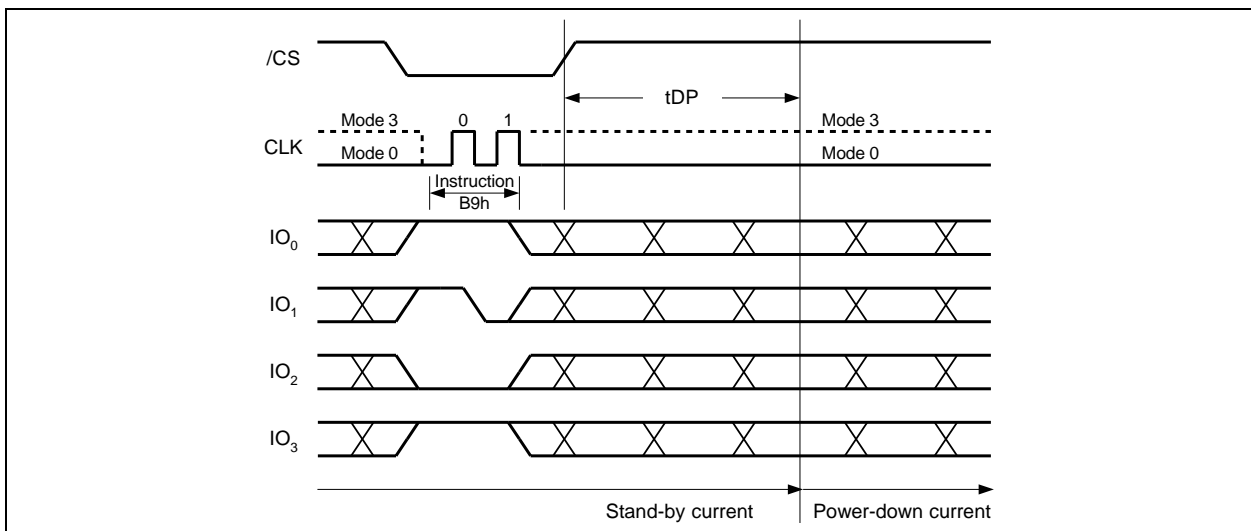 /CS
tDP
Mode 3 0 1 Mode 3
CLK
Mode 0 Mode 0
Instruction
B9h
IO0
IO1
IO2
IO3
Stand-by current Power-down current